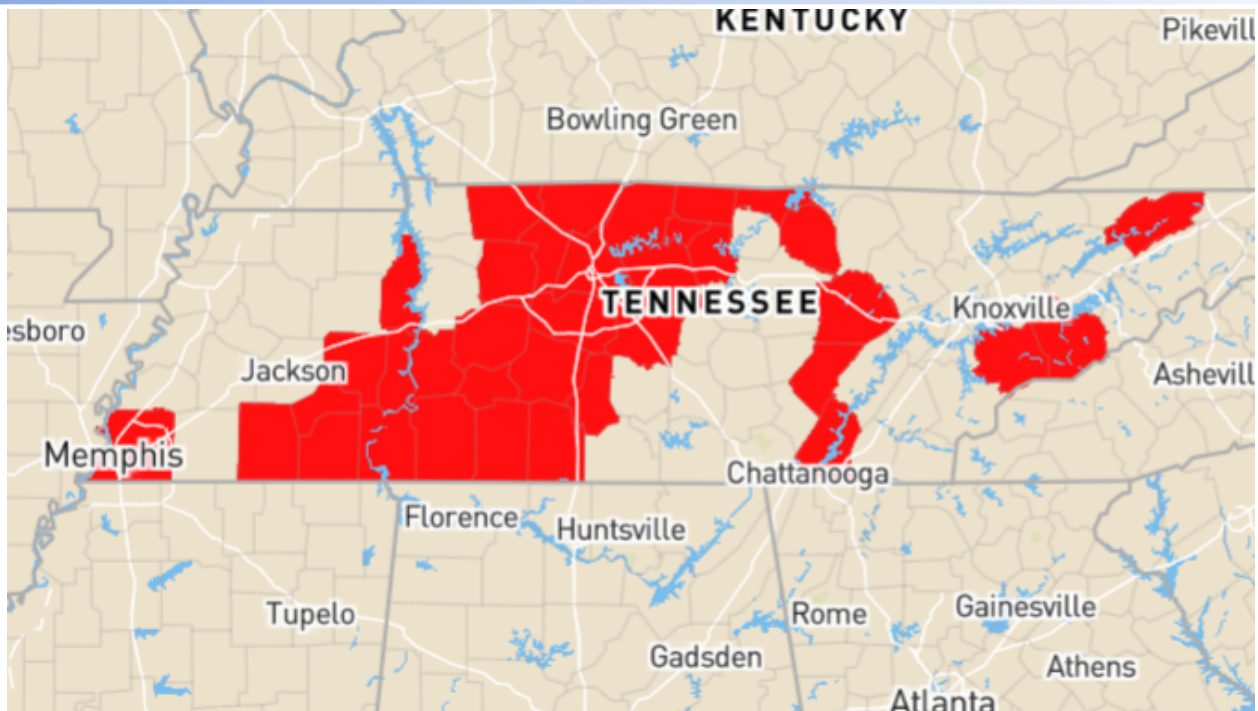 KENTUCKY
Pikevill
Bowling Green
TENNESSEE
Knoxville
esboro
Jackson
Ashevill
Memphis
Chattanooga
Florence
Huntsville
Tupelo
Rome
Gainesville
Gadsden
Athens
Atlanta